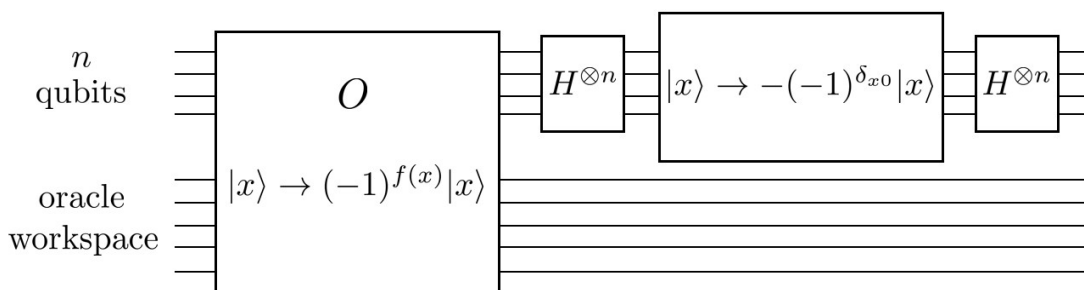 n
qubits
O
|x⟩ → (−1)^{f(x)}|x⟩
H^{⊗n}
|x⟩ → −(−1)^{δ_{x0}}|x⟩
H^{⊗n}
oracle
workspace